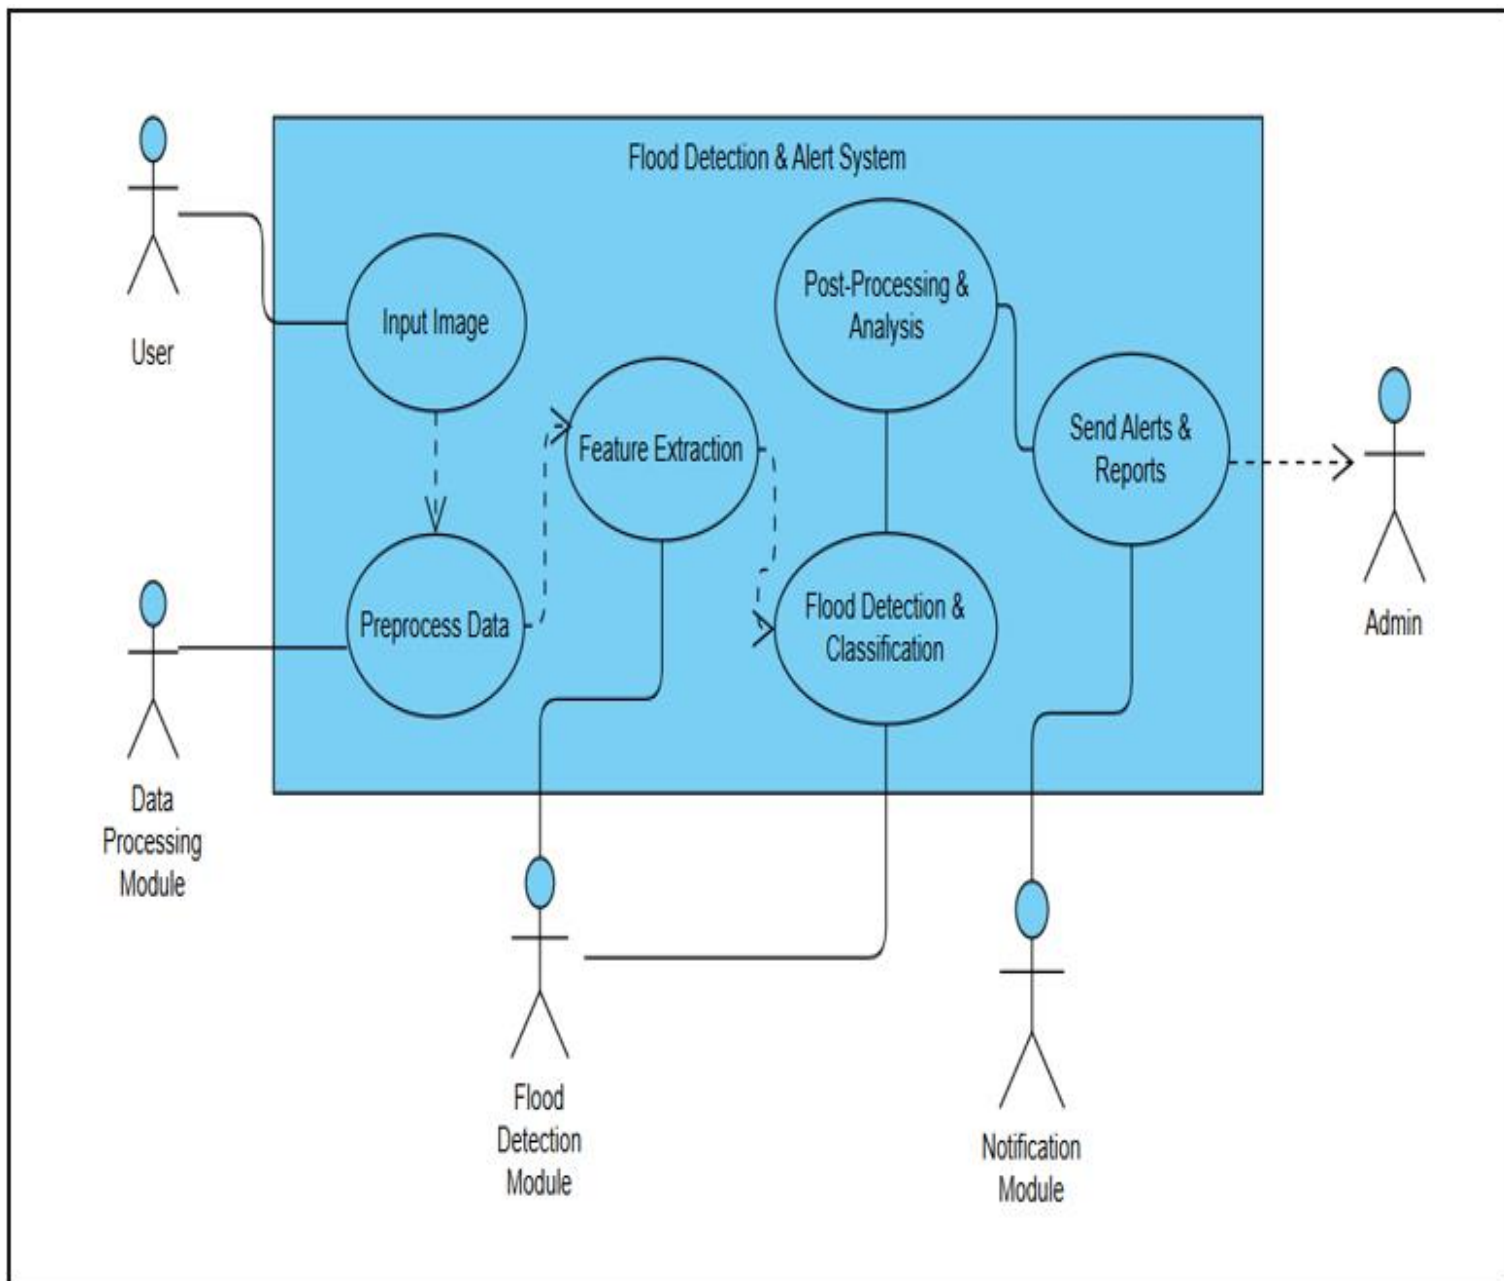 Flood Detection & Alert System
User
Input Image
Post-Processing &
Analysis
Feature Extraction
Send Alerts &
Reports
Admin
Preprocess Data
Flood Detection &
Classification
Data
Processing
Module
Flood
Detection
Module
Notification
Module